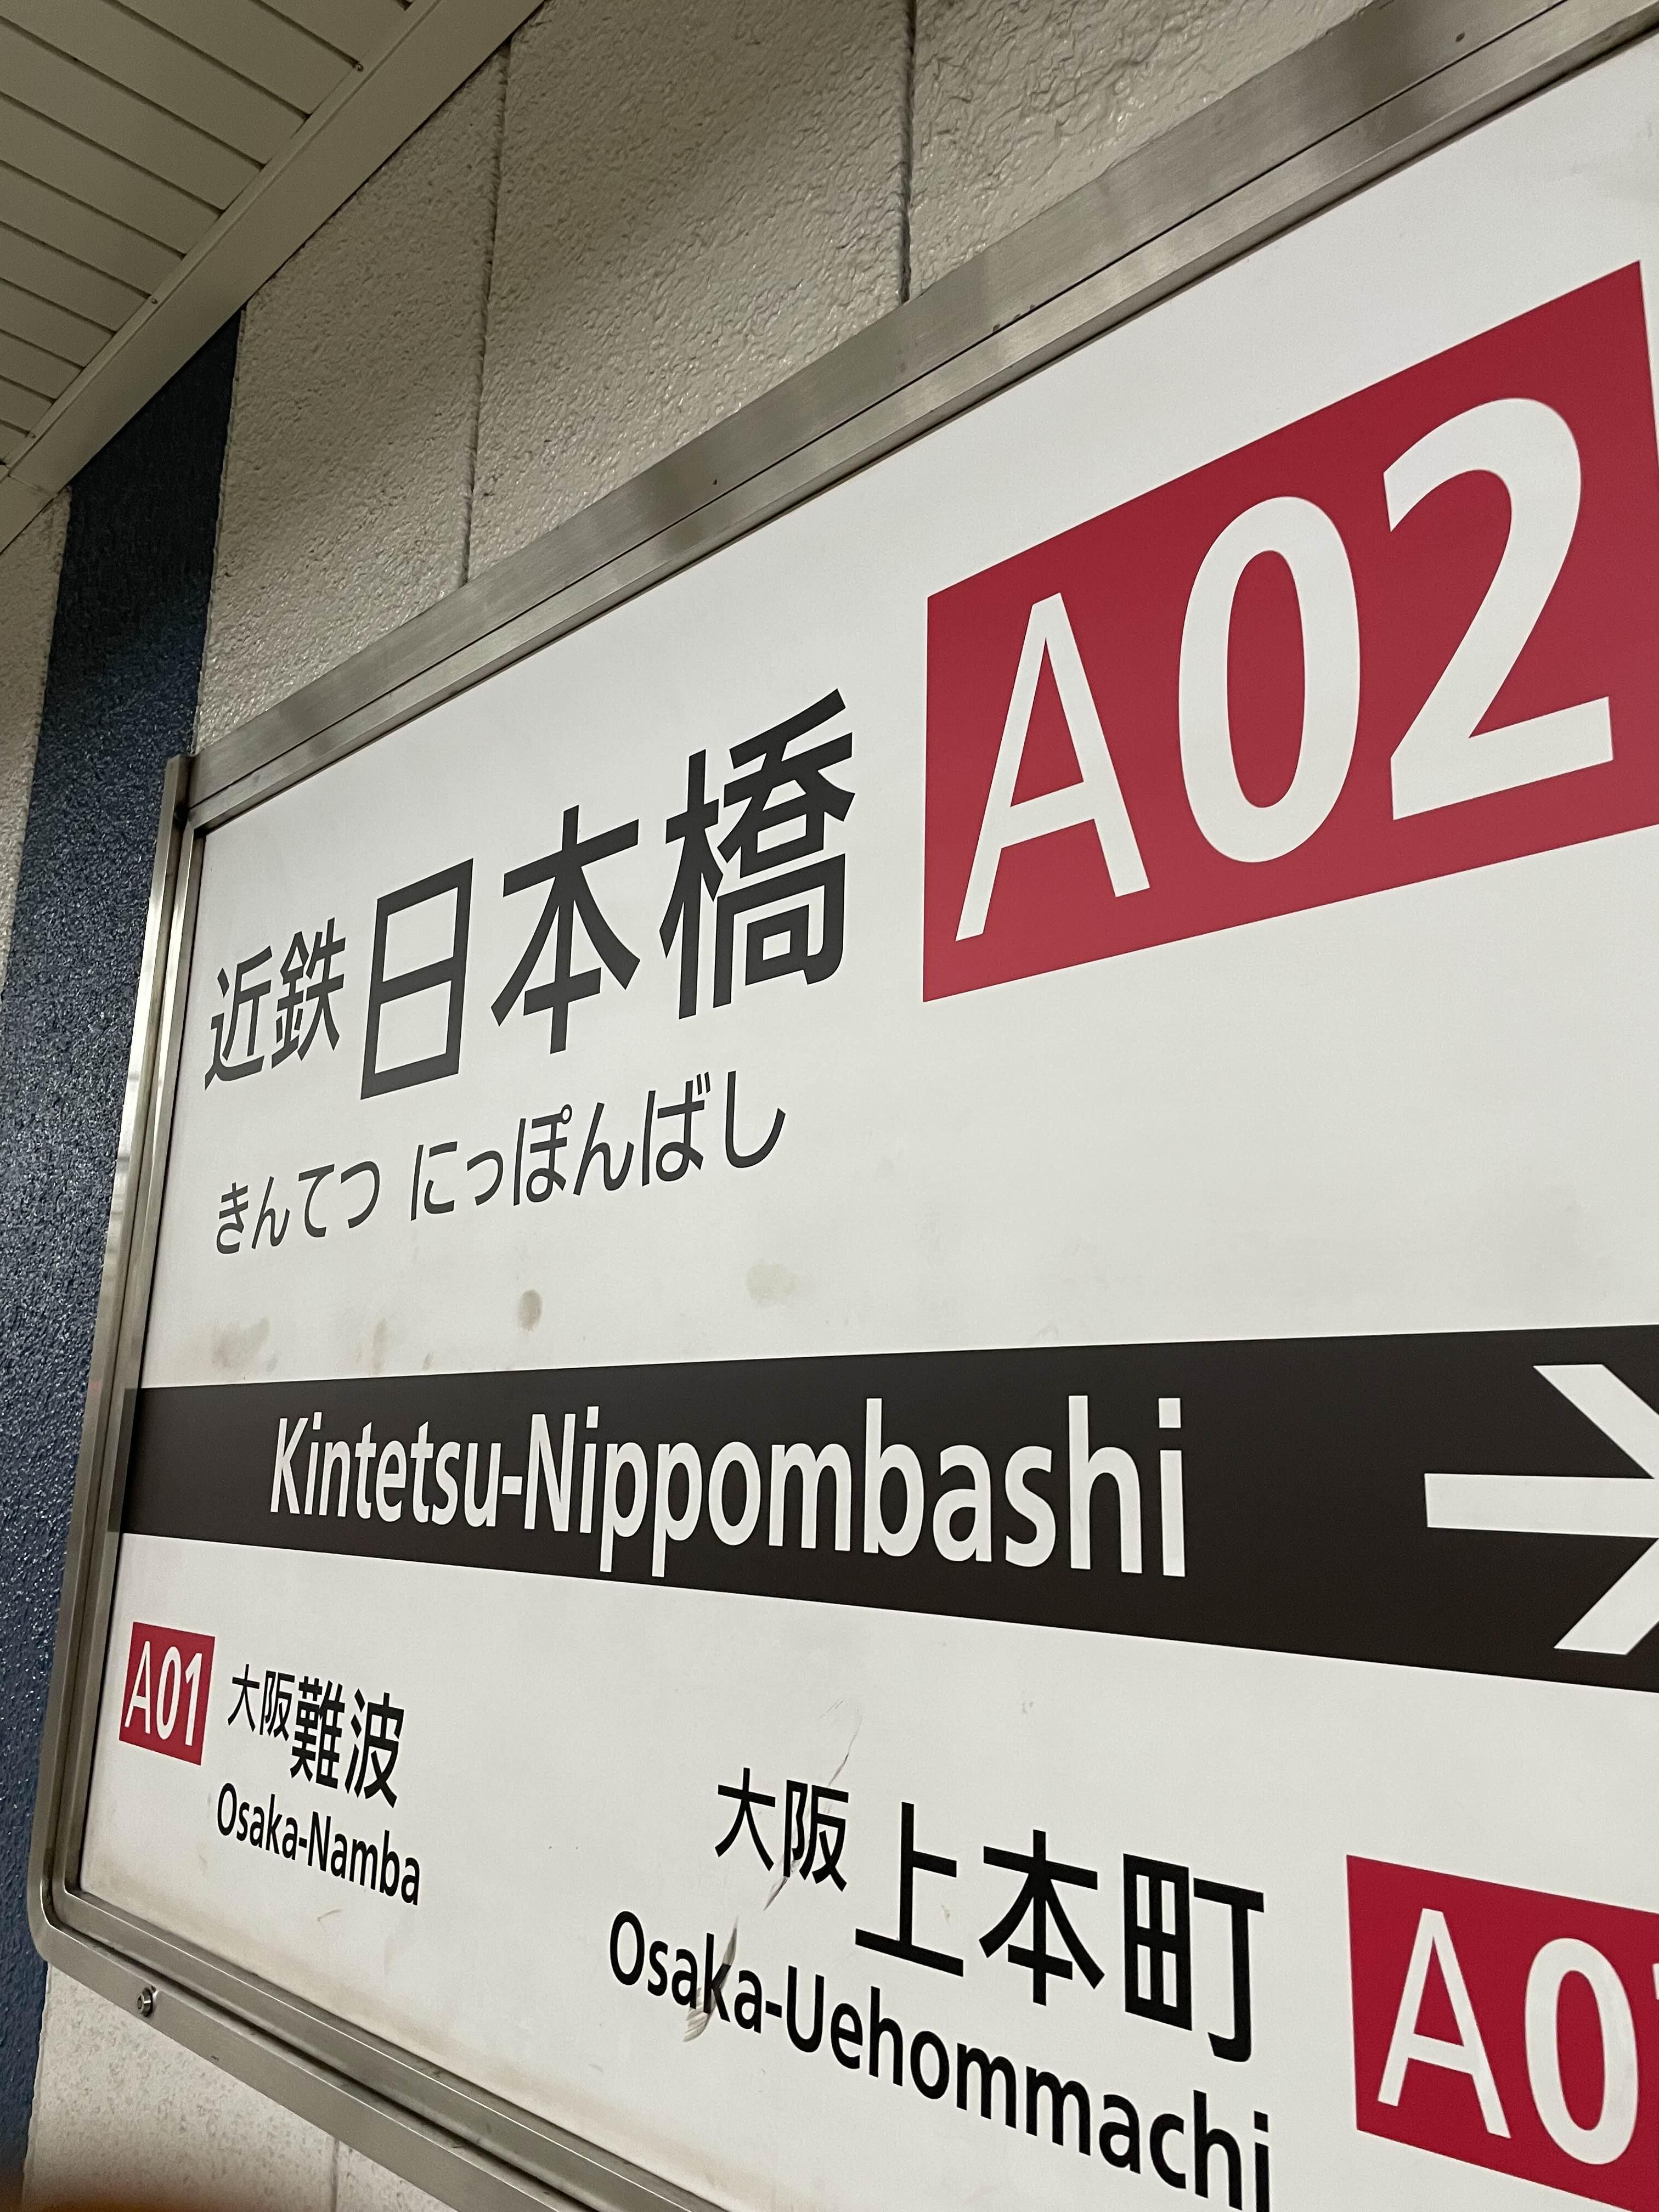 近鉄日本橋 A02
きんてつ にっぽんばし
Kintetsu-Nippombashi →
A01 大阪難波
Osaka-Namba
大阪上本町
Osaka-Uehommachi